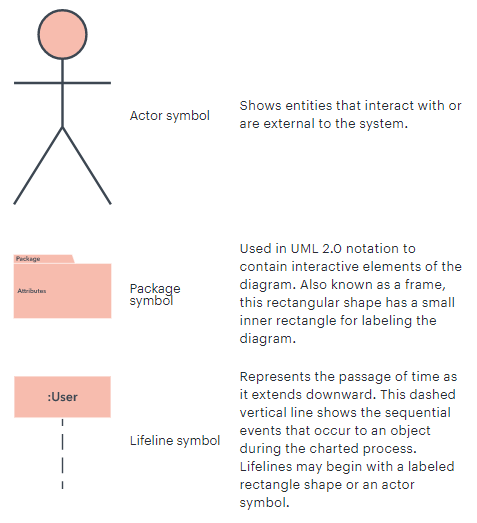 Actor symbol
Shows entities that interact with or
are external to the system.
Package
Attributes
Package
symbol
Used in UML 2.0 notation to
contain interactive elements of the
diagram. Also known as a frame,
this rectangular shape has a small
inner rectangle for labeling the
diagram.
:User
Lifeline symbol
Represents the passage of time as
it extends downward. This dashed
vertical line shows the sequential
events that occur to an object
during the charted process.
Lifelines may begin with a labeled
rectangle shape or an actor
symbol.